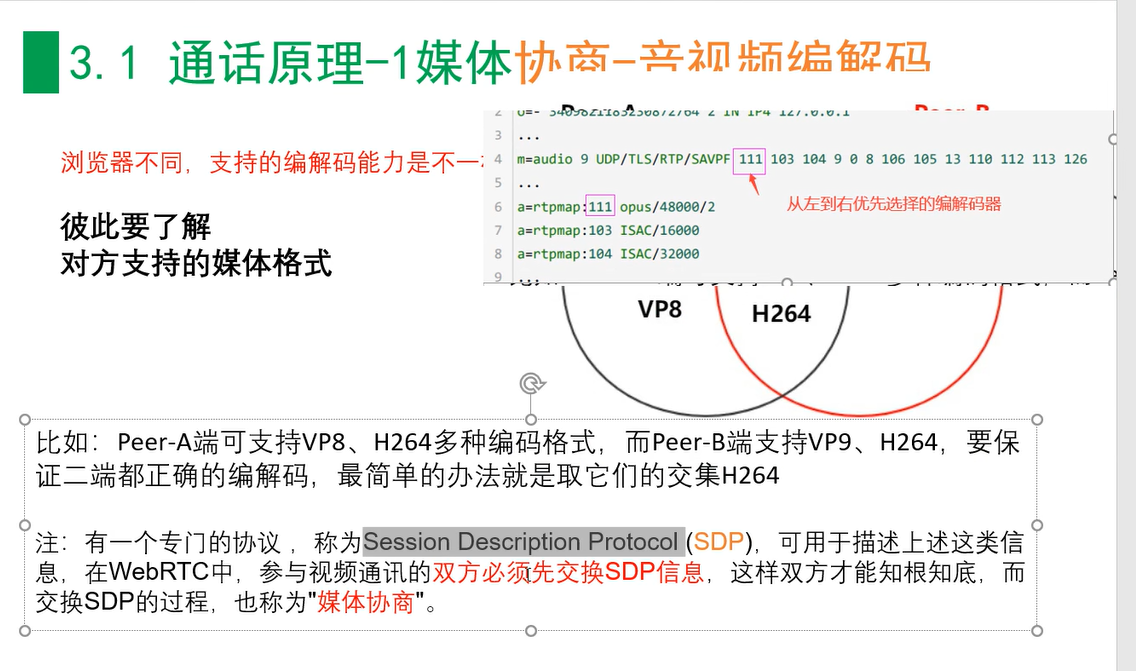 3.1 通话原理-1媒体协商-音视频编解码
浏览器不同，支持的编解码能力是不一
彼此要了解
对方支持的媒体格式
2 o=- 3409821183230872764 2 IN IP4 127.0.0.1
3 ...
4 m=audio 9 UDP/TLS/RTP/SAVPF 111 103 104 9 0 8 106 105 13 110 112 113 126
5 ...
从左到右优先选择的编解码器
6 a=rtpmap:111 opus/48000/2
7 a=rtpmap:103 ISAC/16000
8 a=rtpmap:104 ISAC/32000
9
VP8
H264
比如：Peer-A端可支持VP8、H264多种编码格式，而Peer-B端支持VP9、H264，要保
证二端都正确的编解码，最简单的办法就是取它们的交集H264
注：有一个专门的协议 ，称为Session Description Protocol (SDP)，可用于描述上述这类信
息，在WebRTC中，参与视频通讯的双方必须先交换SDP信息，这样双方才能知根知底，而
交换SDP的过程，也称为"媒体协商"。